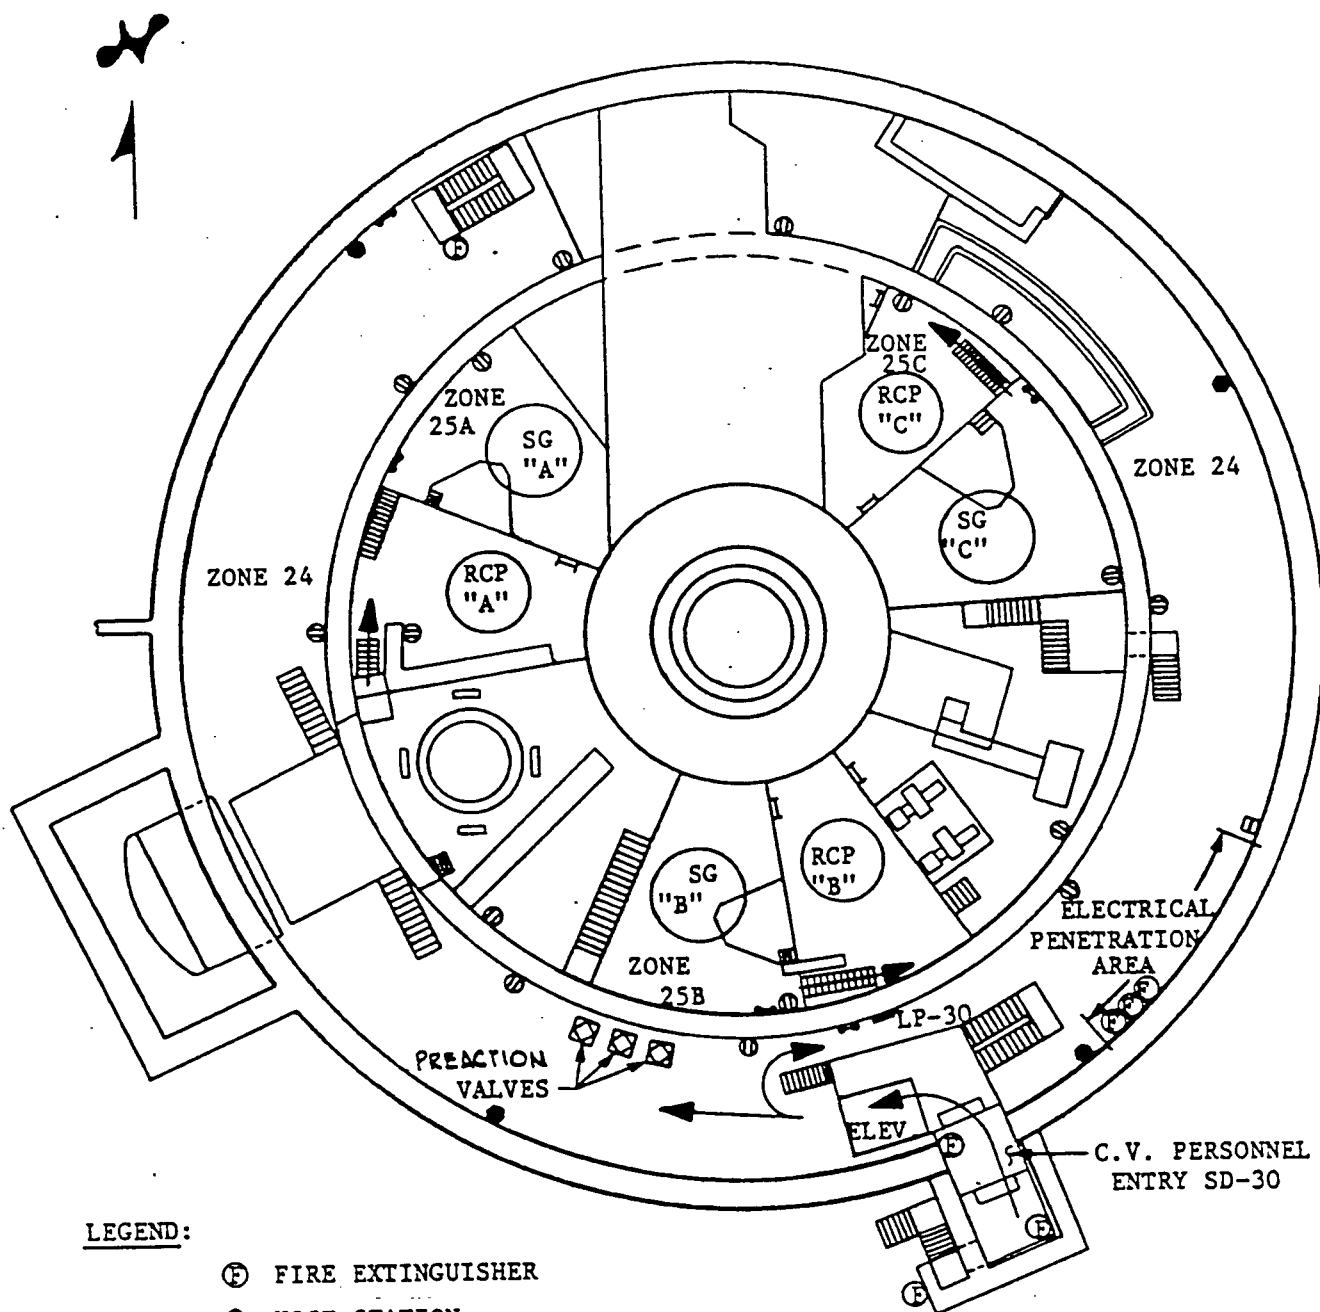 N
F
ZONE
25C
RCP
"C"
ZONE
25A
SG
"A"
ZONE 24
SG
"C"
ZONE 24
RCP
"A"
RCP
"B"
SG
"B"
ELECTRICAL
PENETRATION
AREA
ZONE
25B
F
F
F
LP-30
PREACTION
VALVES
ELEV
F
C.V. PERSONNEL
ENTRY SD-30
F
F
LEGEND:
F FIRE EXTINGUISHER